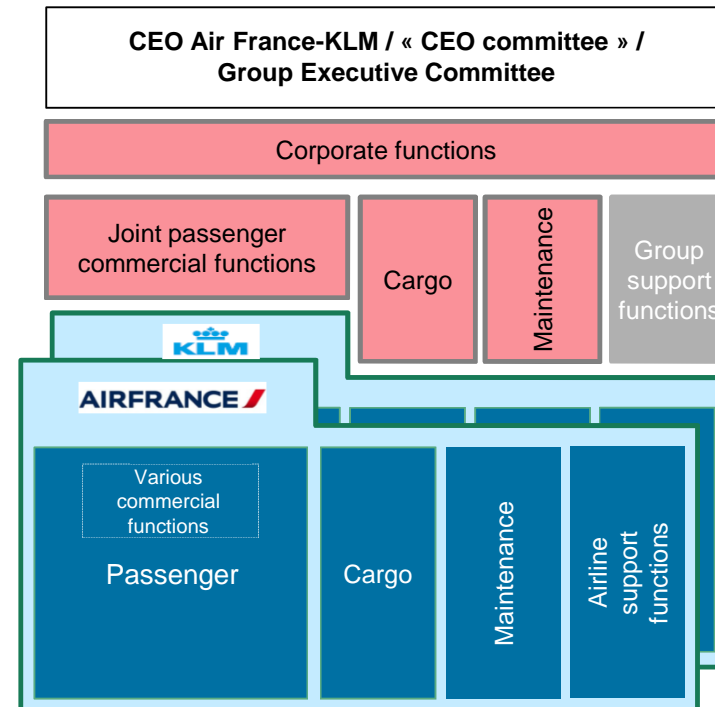 CEO Air France-KLM / « CEO committee » /
Group Executive Committee
Corporate functions
Joint passenger
commercial functions
Cargo
Maintenance
Group
support
functions
KLM
AIRFRANCE
Various
commercial
functions
Passenger
Cargo
Maintenance
Airline
support
functions